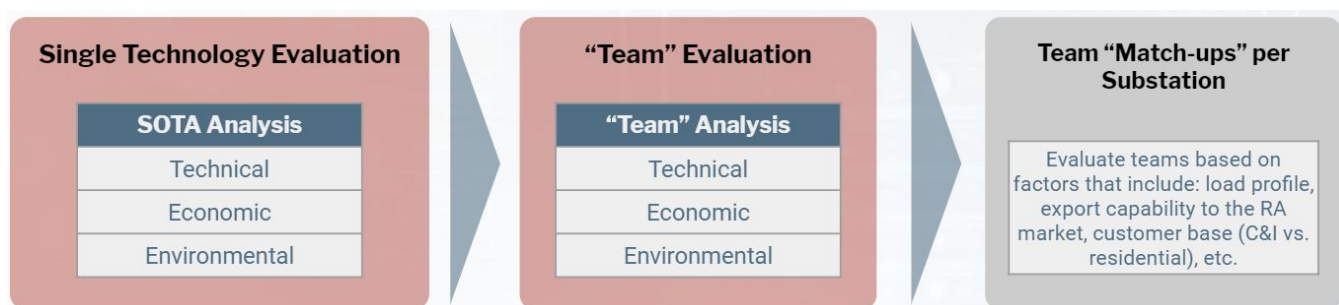 Single Technology Evaluation
SOTA Analysis
Technical
Economic
Environmental
“Team” Evaluation
“Team” Analysis
Technical
Economic
Environmental
Team “Match-ups” per
Substation
Evaluate teams based on
factors that include: load profile,
export capability to the RA
market, customer base (C&I vs.
residential), etc.